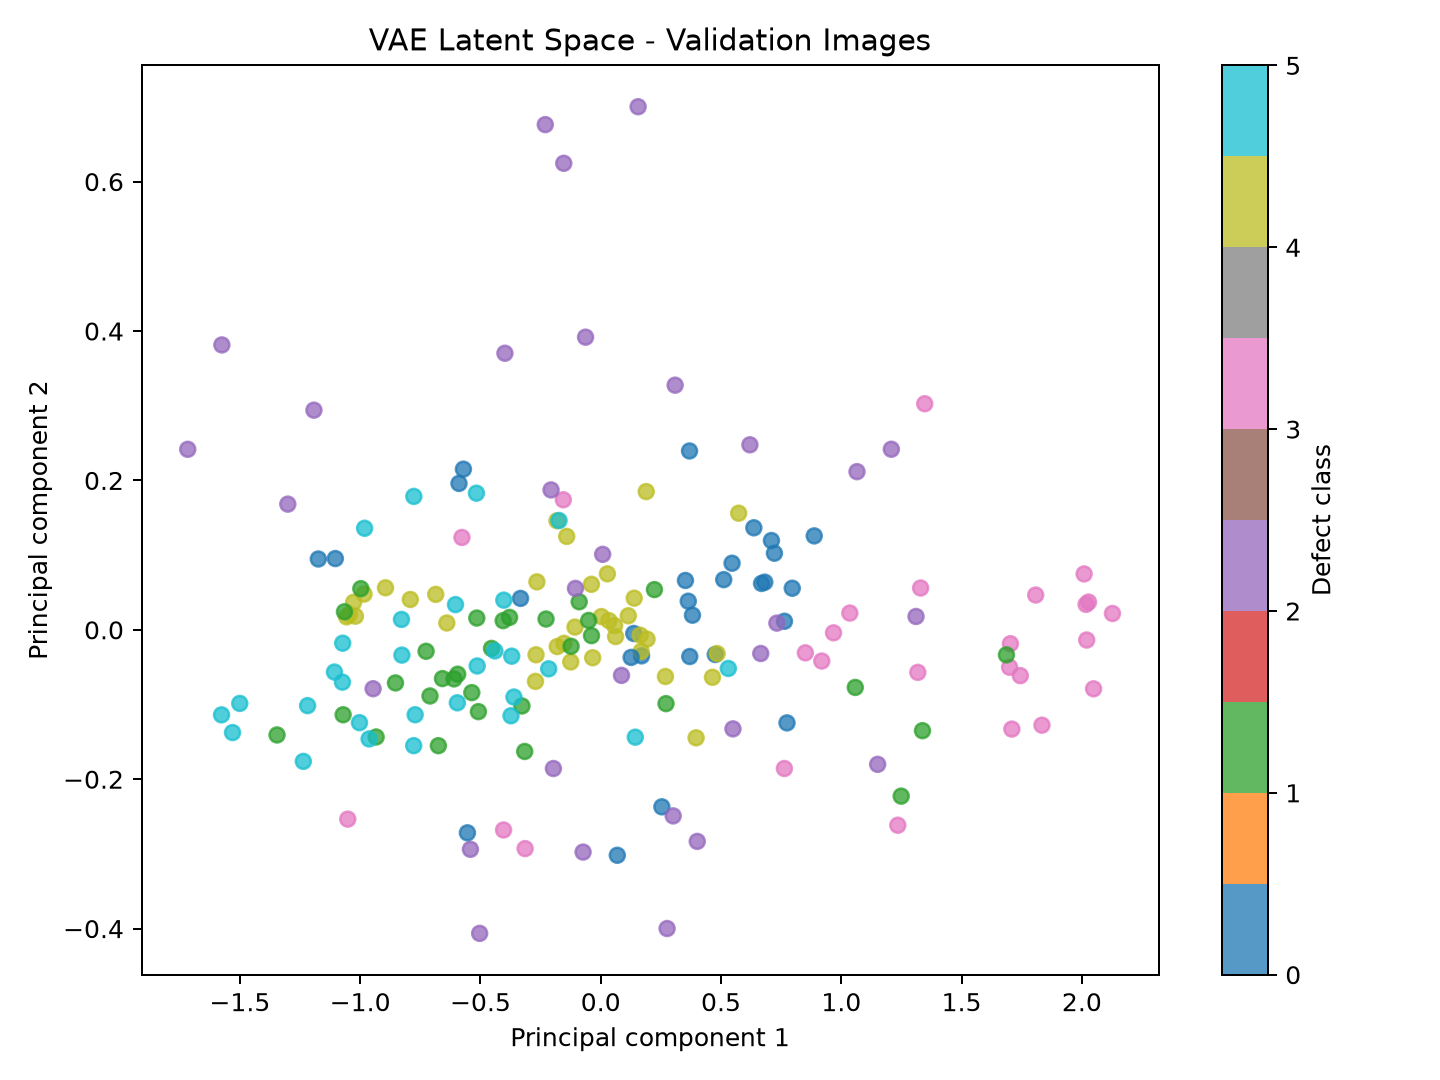 VAE Latent Space - Validation Images
Principal component 2
0.6
0.4
0.2
0.0
−0.2
−0.4
−1.5 −1.0 −0.5 0.0 0.5 1.0 1.5 2.0
Principal component 1
5
4
3
2
1
0
Defect class